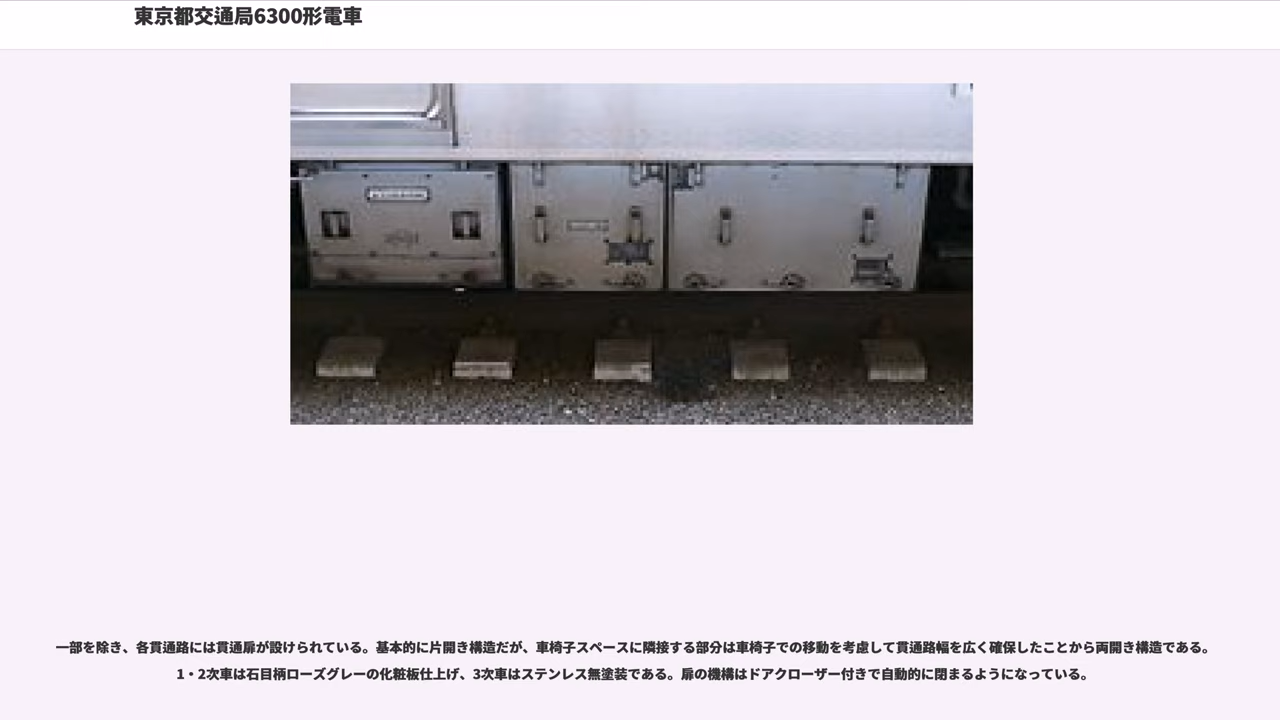 東京都交通局6300形電車
一部を除き、各貫通路には貫通扉が設けられている。基本的に片開き構造だが、車椅子スペースに隣接する部分は車椅子での移動を考慮して貫通路幅を広く確保したことから両開き構造である。
1・2次車は石目柄ローズグレーの化粧板仕上げ、3次車はステンレス無塗装である。扉の機構はドアクローザー付きで自動的に閉まるようになっている。